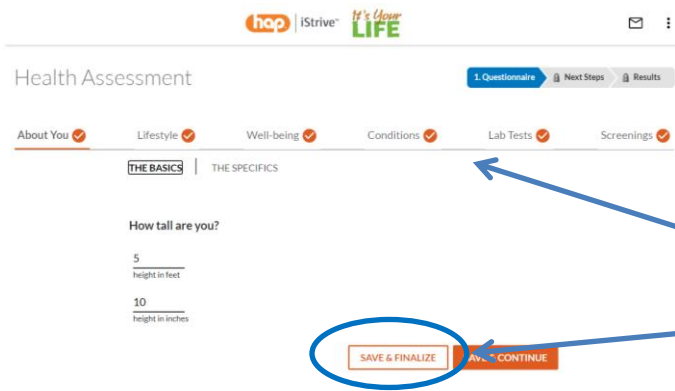 hap iStrive™ It's Your LIFE
Health Assessment
1. Questionnaire Next Steps Results
About You Lifestyle Well-being Conditions Lab Tests Screenings
THE BASICS | THE SPECIFICS
How tall are you?
5
height in feet
10
height in inches
SAVE & FINALIZE SAVE & CONTINUE